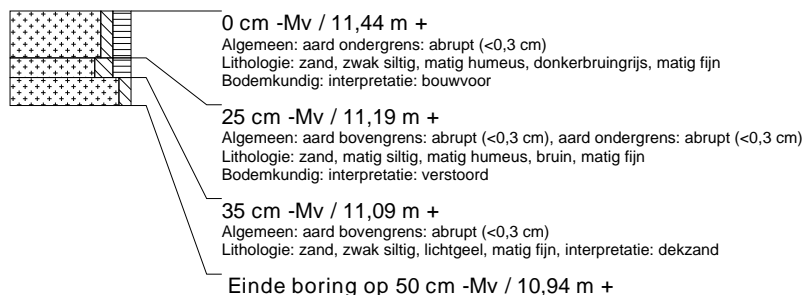 0 cm -Mv / 11,44 m +
Algemeen: aard ondergrens: abrupt (<0,3 cm)
Lithologie: zand, zwak siltig, matig humeus, donkerbruingrijs, matig fijn
Bodemkundig: interpretatie: bouwvoor
25 cm -Mv / 11,19 m +
Algemeen: aard bovengrens: abrupt (<0,3 cm), aard ondergrens: abrupt (<0,3 cm)
Lithologie: zand, matig siltig, matig humeus, bruin, matig fijn
Bodemkundig: interpretatie: verstoord
35 cm -Mv / 11,09 m +
Algemeen: aard bovengrens: abrupt (<0,3 cm)
Lithologie: zand, zwak siltig, lichtgeel, matig fijn, interpretatie: dekzand
Einde boring op 50 cm -Mv / 10,94 m +